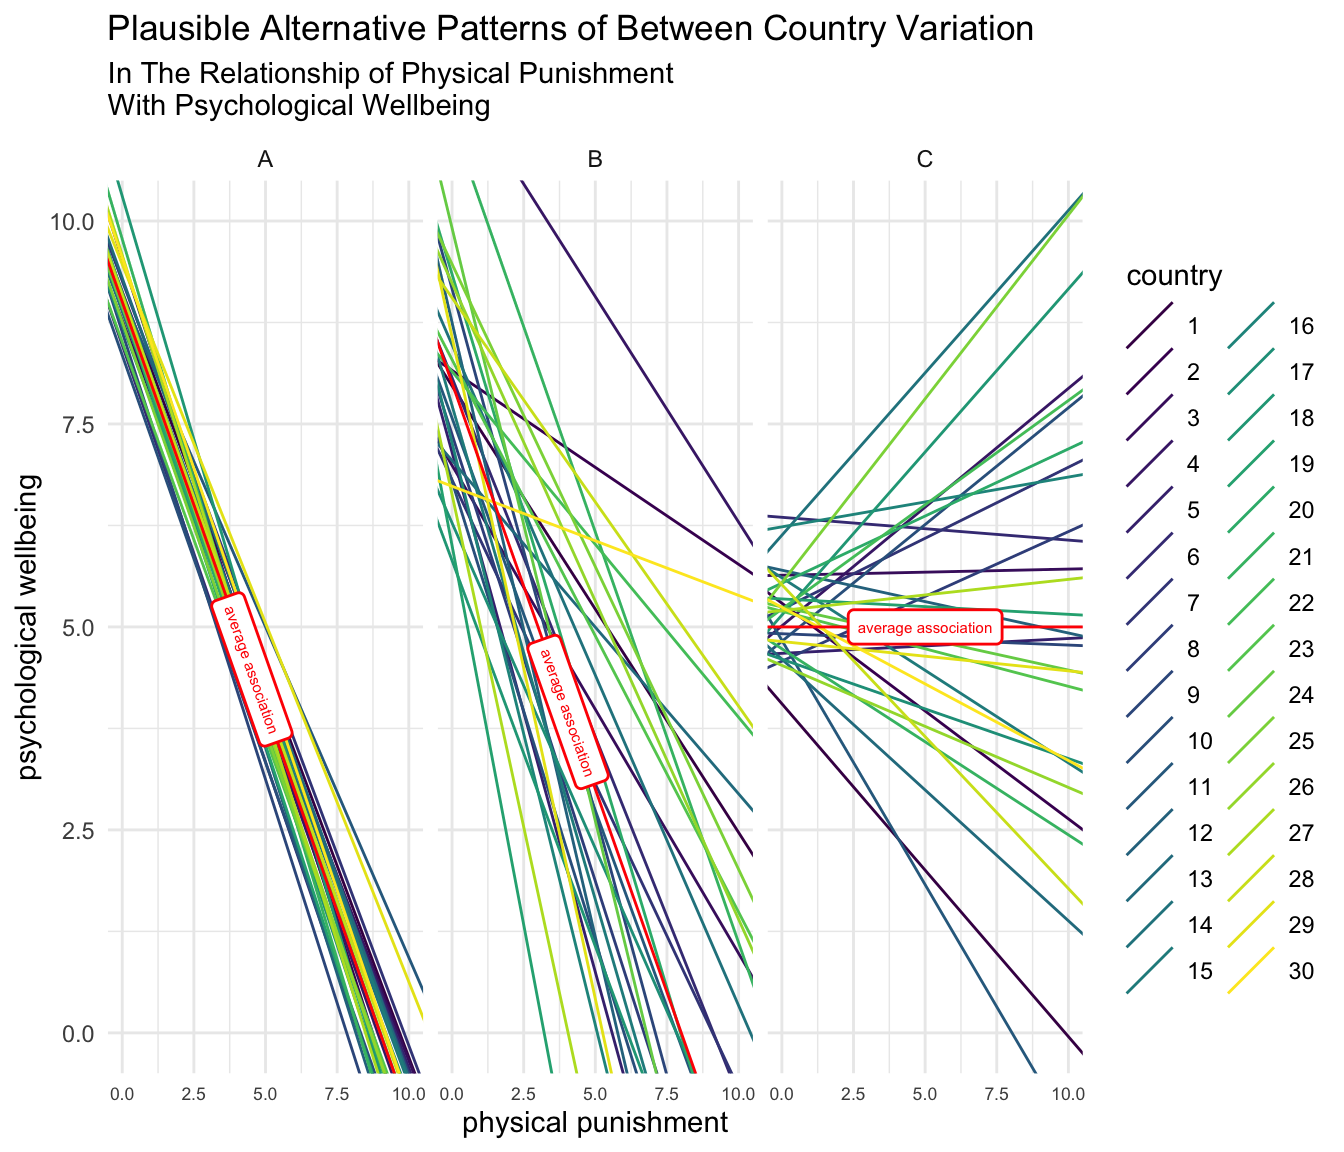 Plausible Alternative Patterns of Between Country Variation
In The Relationship of Physical Punishment
With Psychological Wellbeing
A
B
C
psychological wellbeing
10.0
7.5
5.0
2.5
0.0
average association
average association
average association
0.0 2.5 5.0 7.5 10.0
0.0 2.5 5.0 7.5 10.0
0.0 2.5 5.0 7.5 10.0
physical punishment
country
1
2
3
4
5
6
7
8
9
10
11
12
13
14
15
16
17
18
19
20
21
22
23
24
25
26
27
28
29
30